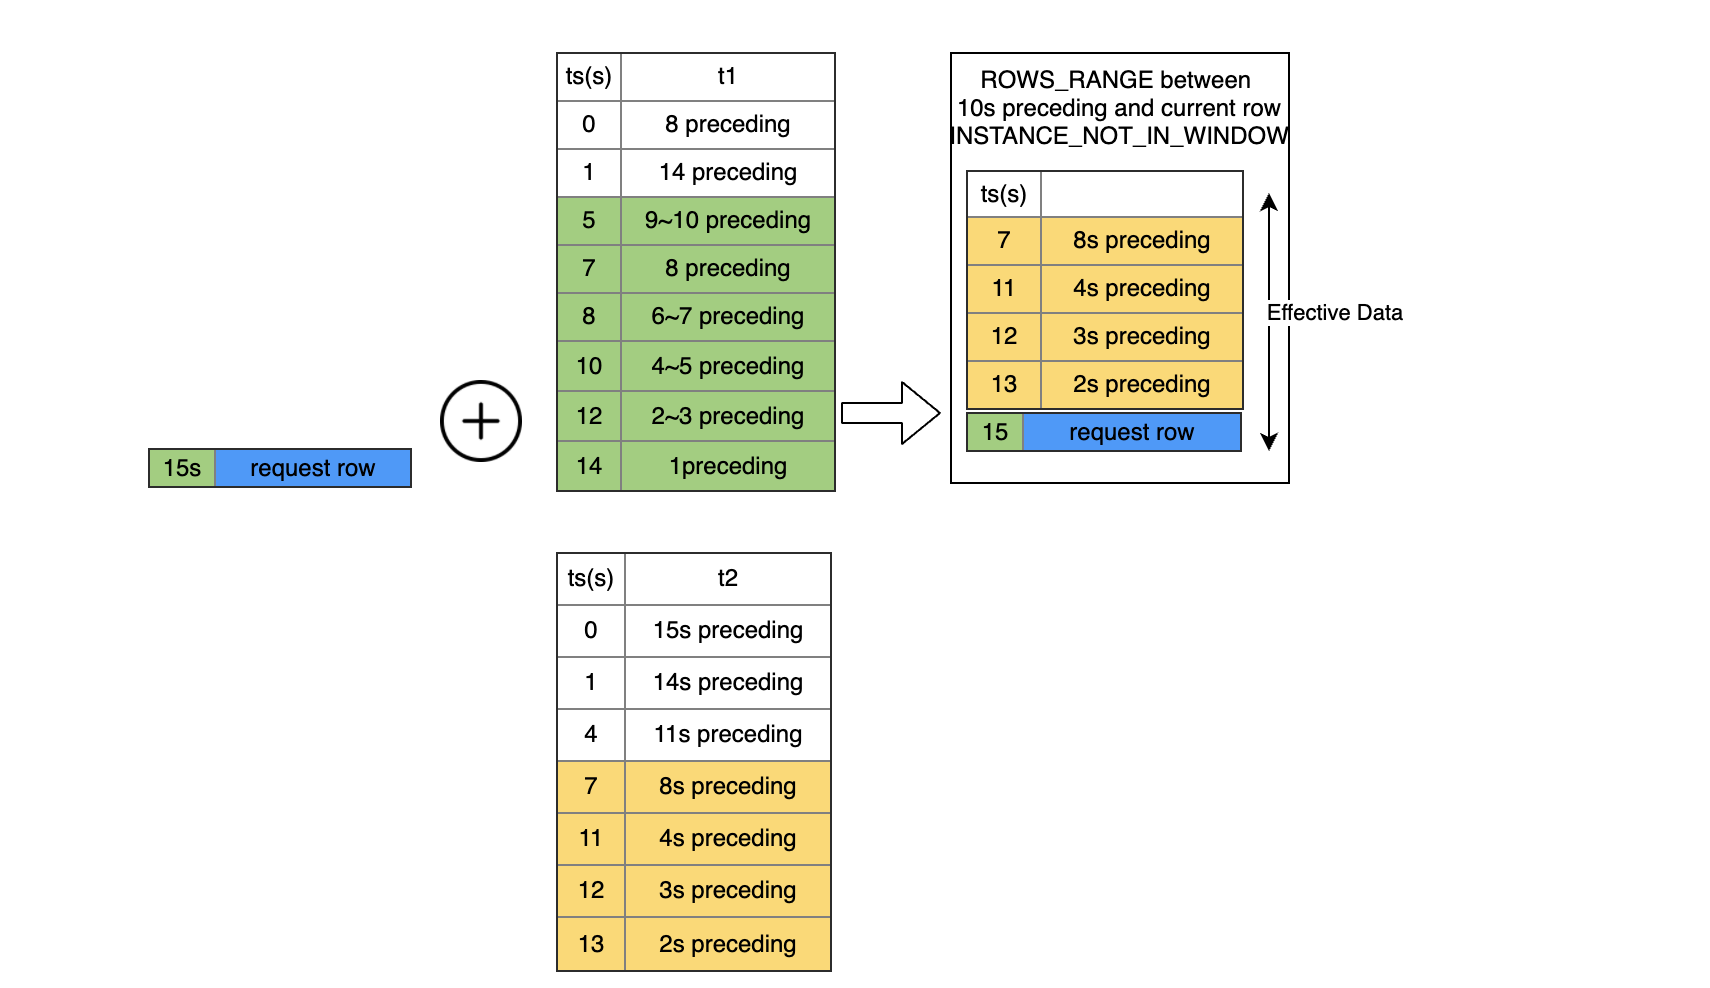 15s request row
ts(s) t1
0 8 preceding
1 14 preceding
5 9~10 preceding
7 8 preceding
8 6~7 preceding
10 4~5 preceding
12 2~3 preceding
14 1preceding
ROWS_RANGE between
10s preceding and current row
INSTANCE_NOT_IN_WINDOW
ts(s)
7 8s preceding
11 4s preceding
12 3s preceding
13 2s preceding
15 request row
Effective Data
ts(s) t2
0 15s preceding
1 14s preceding
4 11s preceding
7 8s preceding
11 4s preceding
12 3s preceding
13 2s preceding